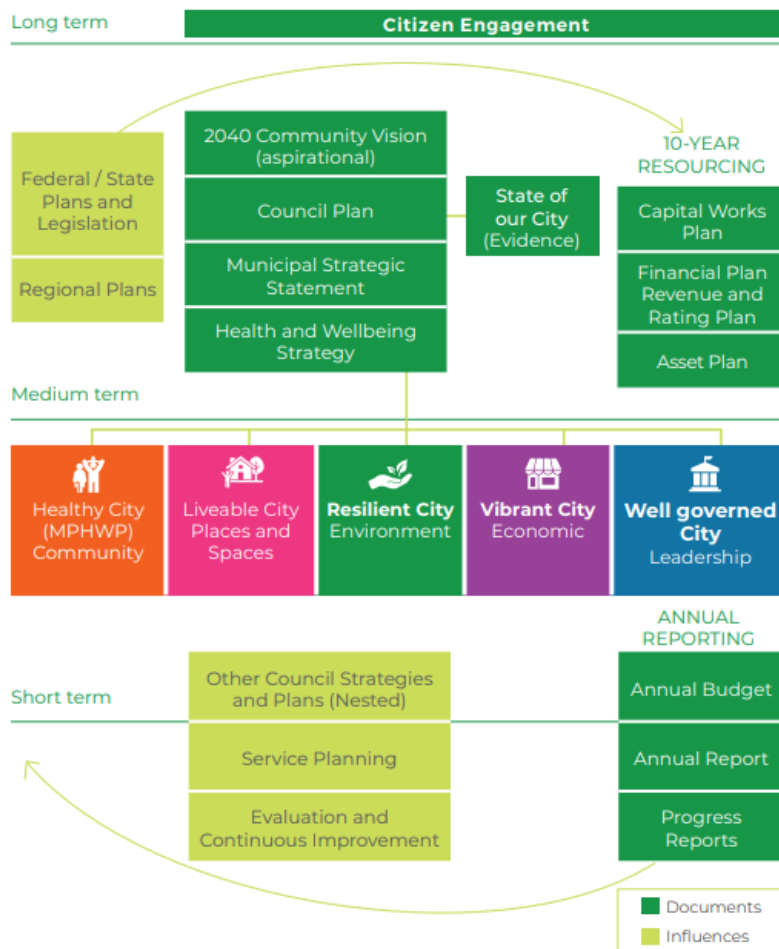 Long term
Citizen Engagement
Federal / State
Plans and
Legislation
Regional Plans
2040 Community Vision
(aspirational)
Council Plan
Municipal Strategic
Statement
Health and Wellbeing
Strategy
State of
our City
(Evidence)
10-YEAR
RESOURCING
Capital Works
Plan
Financial Plan
Revenue and
Rating Plan
Asset Plan
Medium term
Healthy City
(MPHWP)
Community
Liveable City
Places and
Spaces
Resilient City
Environment
Vibrant City
Economic
Well governed
City
Leadership
ANNUAL
REPORTING
Short term
Other Council Strategies
and Plans (Nested)
Service Planning
Evaluation and
Continuous Improvement
Annual Budget
Annual Report
Progress
Reports
Documents
Influences